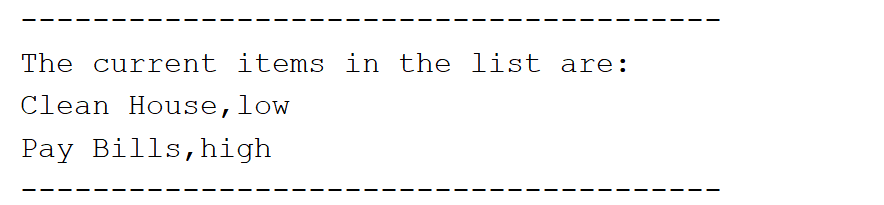 ---------------------------------------
The current items in the list are:
Clean House,low
Pay Bills,high
---------------------------------------